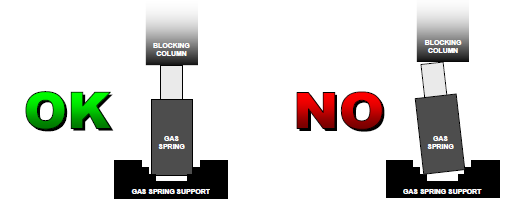 BLOCKING
COLUMN
OK
GAS
SPRING
GAS SPRING SUPPORT
BLOCKING
COLUMN
NO
GAS
SPRING
GAS SPRING SUPPORT